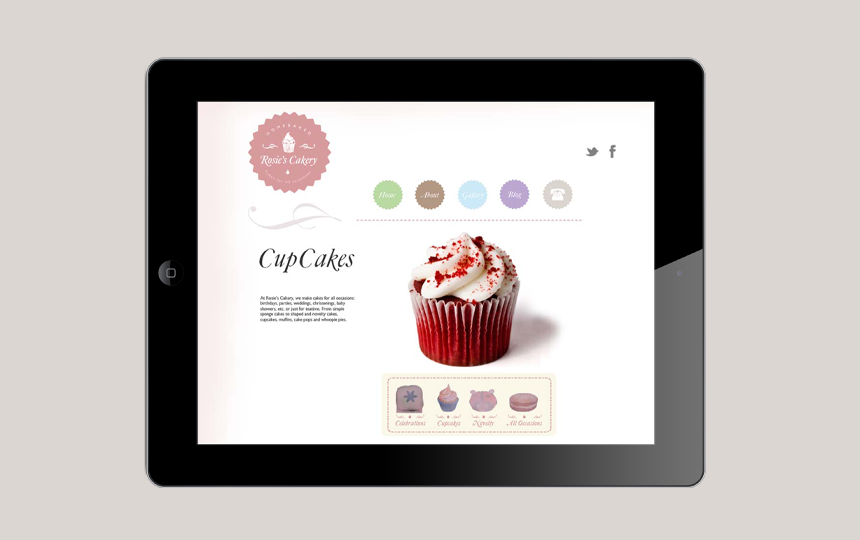 HOMEBAKED
Rosie's Cakery
Home
About
Gallery
Blog
CupCakes
At Rosie's Cakery, we make cakes for all occasions:
birthdays, parties, weddings, christenings, baby
showers, etc, or just for teatime. From simple
sponge cakes to shaped and novelty cakes,
cupcakes, muffins, cake pops and whoopie pies.
Celebrations
Cupcakes
Novelty
All Occasions